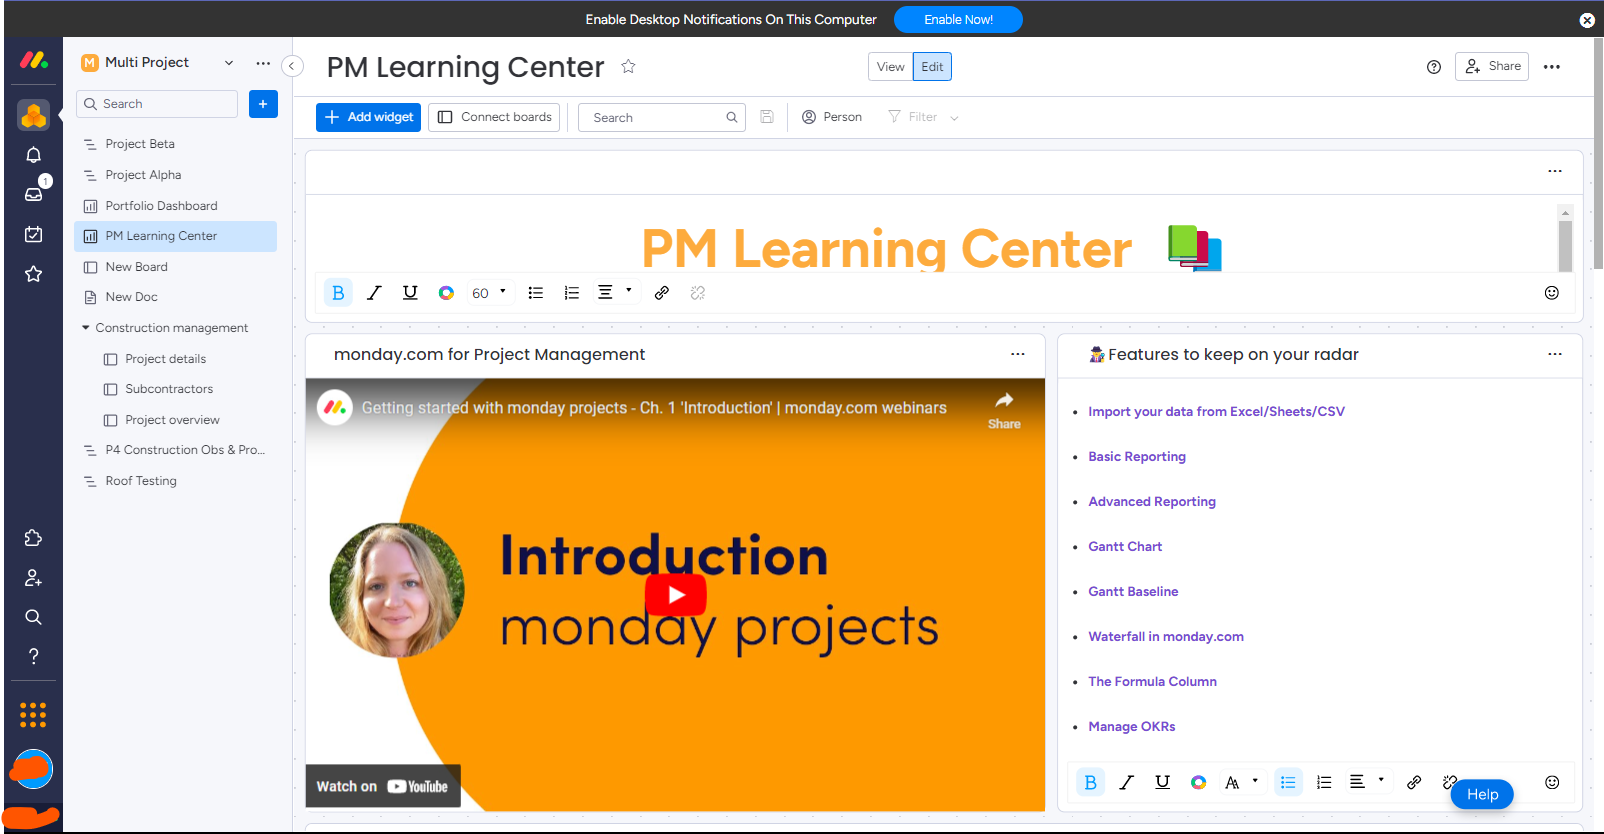 Enable Desktop Notifications On This Computer
Enable Now!
M Multi Project
Search
Project Beta
Project Alpha
Portfolio Dashboard
PM Learning Center
New Board
New Doc
Construction management
Project details
Subcontractors
Project overview
P4 Construction Obs & Pro...
Roof Testing
1
PM Learning Center
View
Edit
Share
Add widget
Connect boards
Search
Person
Filter
PM Learning Center
B I U 60
monday.com for Project Management
Getting started with monday projects - Ch. 1 'Introduction' | monday.com webinars
Share
Introduction
monday projects
Watch on YouTube
Features to keep on your radar
Import your data from Excel/Sheets/CSV
Basic Reporting
Advanced Reporting
Gantt Chart
Gantt Baseline
Waterfall in monday.com
The Formula Column
Manage OKRs
B I U AA
Help